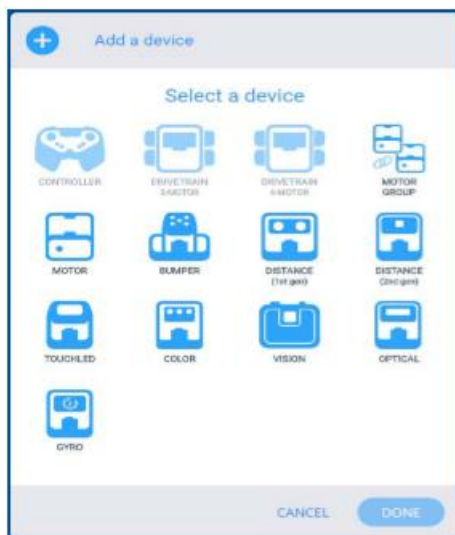 Add a device
Select a device
CONTROLLER
DRIVETRAIN
2-MOTOR
DRIVETRAIN
4-MOTOR
MOTOR
GROUP
MOTOR
BUMPER
DISTANCE
(1st gen)
DISTANCE
(2nd gen)
TOUCHLED
COLOR
VISION
OPTICAL
GYRO
CANCEL
DONE